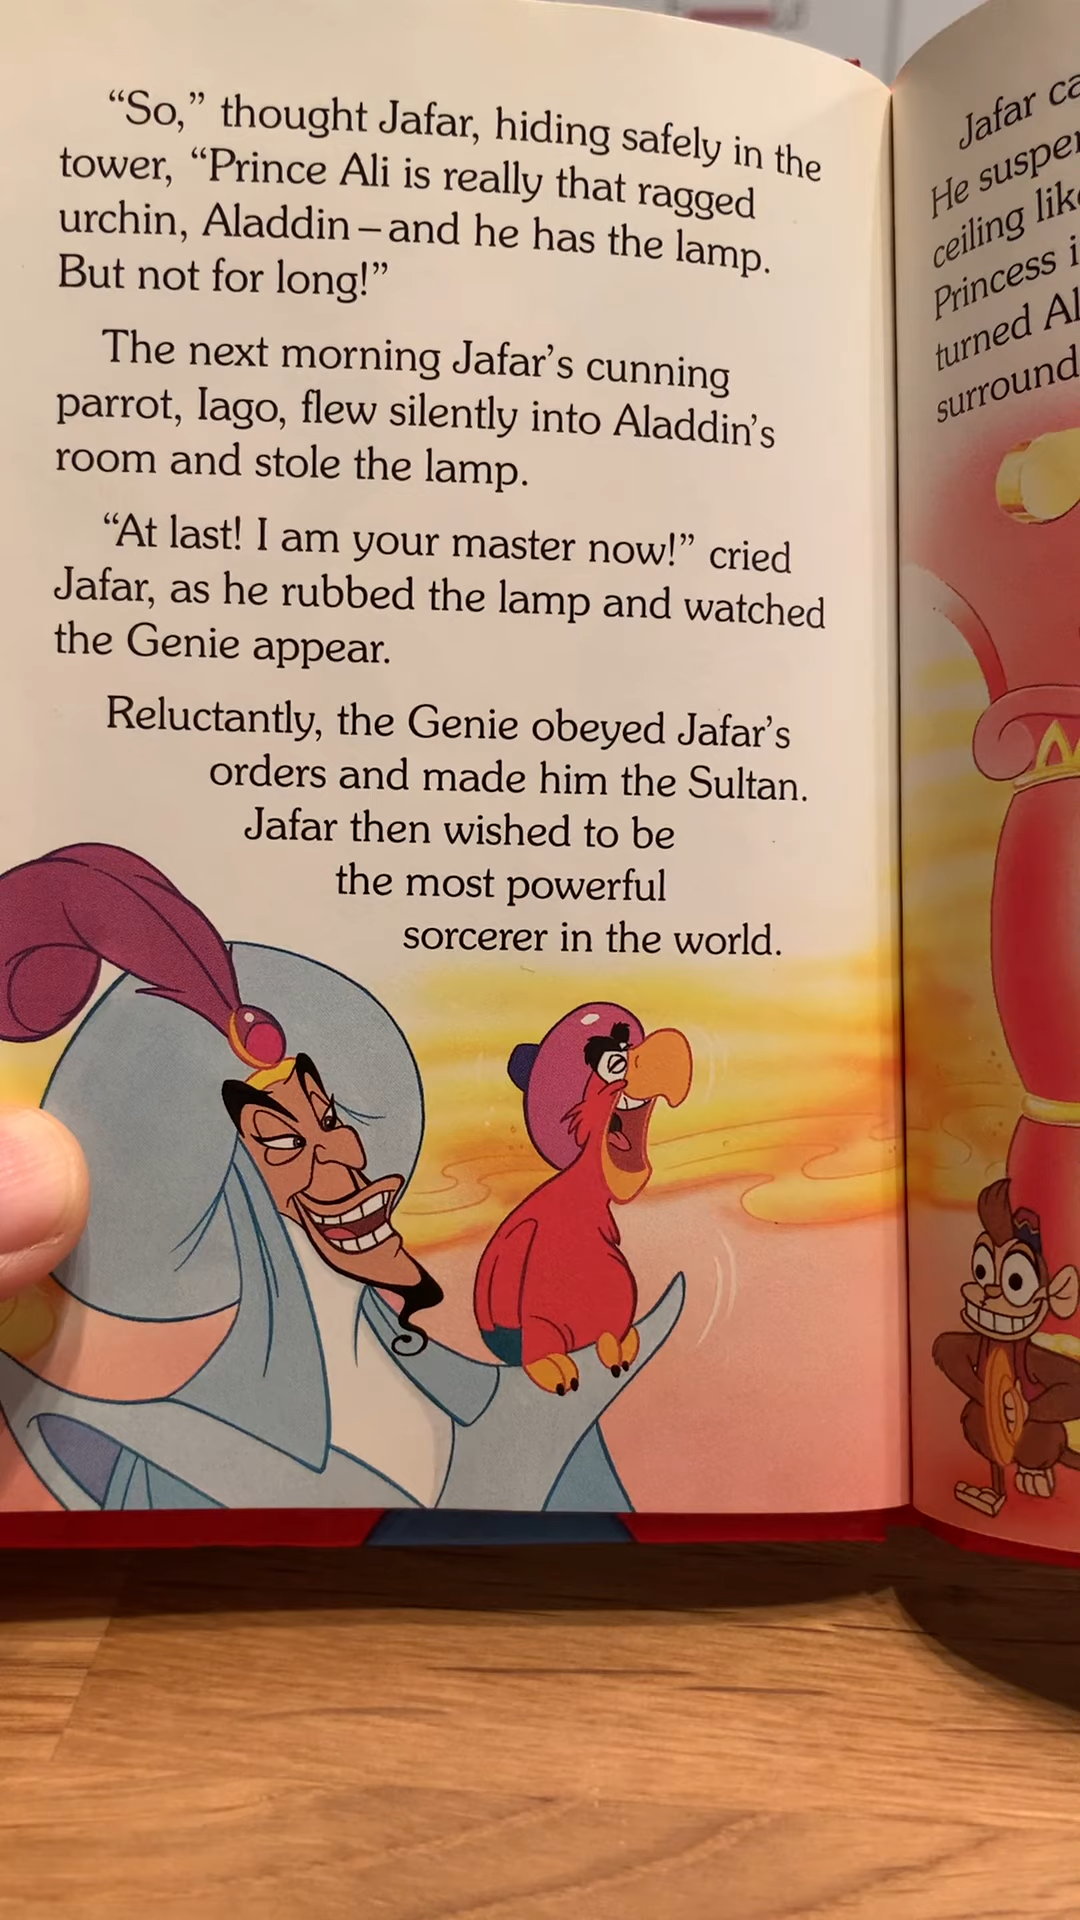 “So,” thought Jafar, hiding safely in the
tower, “Prince Ali is really that ragged
urchin, Aladdin – and he has the lamp.
But not for long!”
The next morning Jafar’s cunning
parrot, Iago, flew silently into Aladdin’s
room and stole the lamp.
“At last! I am your master now!” cried
Jafar, as he rubbed the lamp and watched
the Genie appear.
Reluctantly, the Genie obeyed Jafar’s
orders and made him the Sultan.
Jafar then wished to be
the most powerful
sorcerer in the world.
Jafar
He
ceiling
Princess
turned